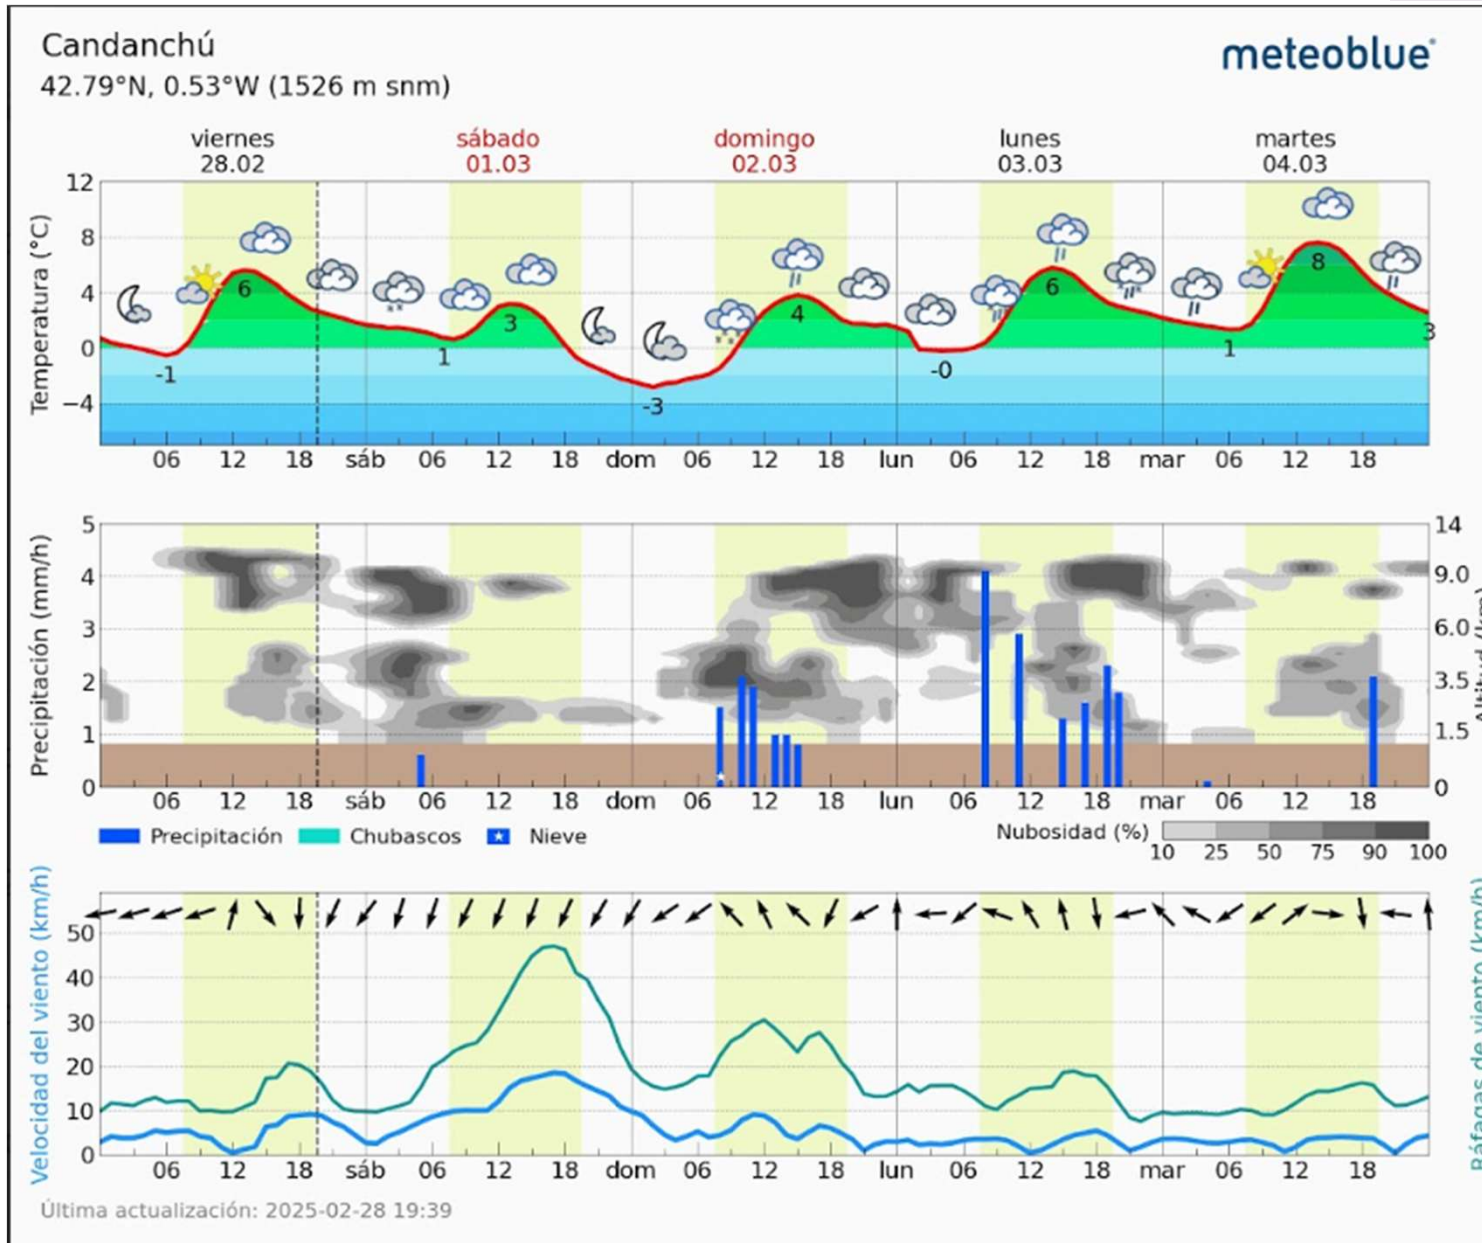 Candanchú
meteoblue
42.79°N, 0.53°W (1526 m snm)
viernes sábado domingo lunes martes
28.02 01.03 02.03 03.03 04.03
Temperatura (°C)
12
8
4
0
−4
6 3 4 6 8
-1 1 -3 -0 1 3
06 12 18 sáb 06 12 18 dom 06 12 18 lun 06 12 18 mar 06 12 18
Precipitación (mm/h)
5 14
4 9.0
3 6.0
2 3.5
1 1.5
0 0
Altitud (km)
06 12 18 sáb 06 12 18 dom 06 12 18 lun 06 12 18 mar 06 12 18
Precipitación Chubascos Nieve Nubosidad (%)
10 25 50 75 90 100
Velocidad del viento (km/h)
50
40
30
20
10
0
Ráfagas de viento (km/h)
06 12 18 sáb 06 12 18 dom 06 12 18 lun 06 12 18 mar 06 12 18
Última actualización: 2025-02-28 19:39